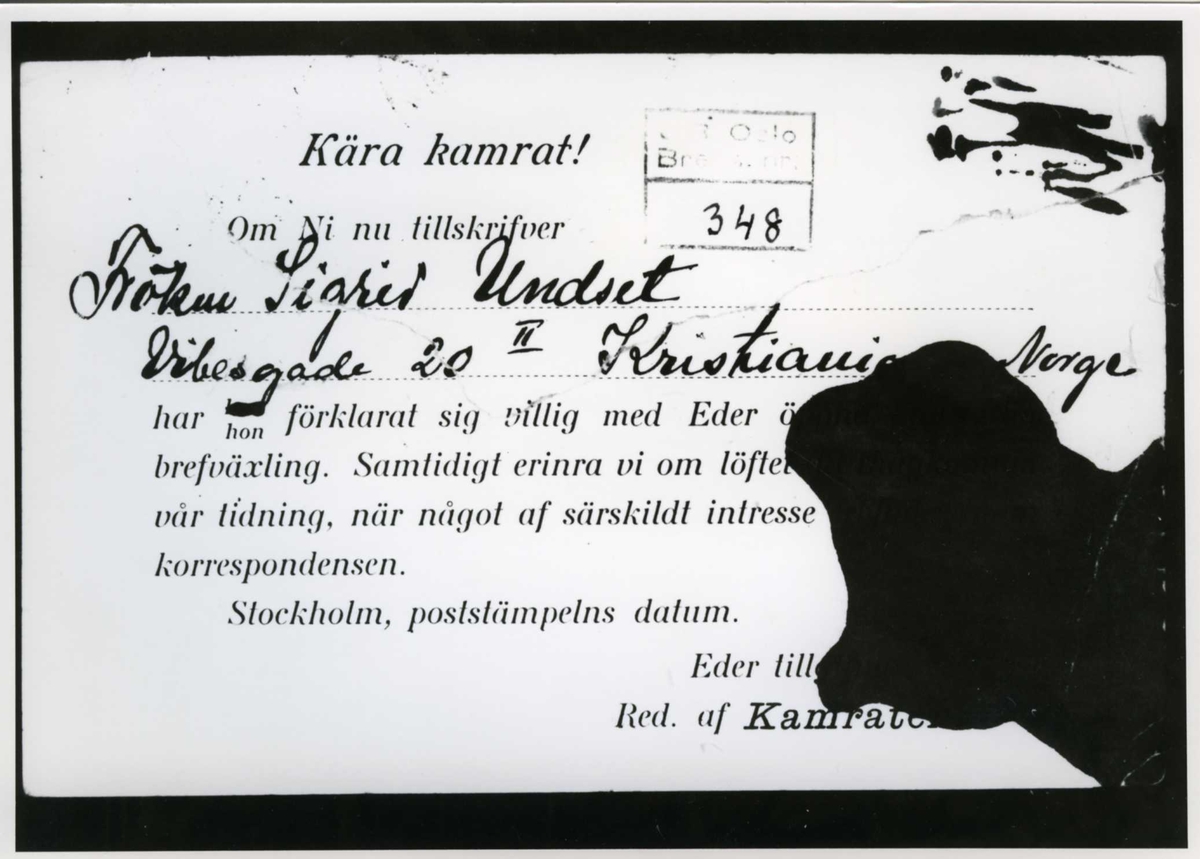 Kära kamrat!
Oslo
348
Om Ni nu tillskrifver
Fröken Sigrid Undset
Vibesgade 20 II Kristiania Norge
har hon förklarat sig villig med Eder
brefväxling. Samtidigt erinra vi om löftet
vår tidning, när något af särskildt intresse
korrespondensen.
Stockholm, poststämpelns datum.
Eder till
Red. af Kamraten